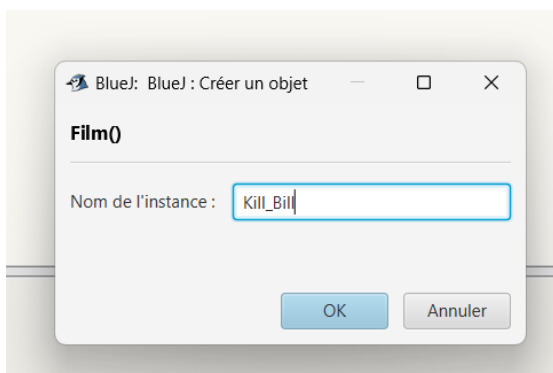 BlueJ: BlueJ : Créer un objet
Film()
Nom de l'instance : Kill_Bill
OK Annuler